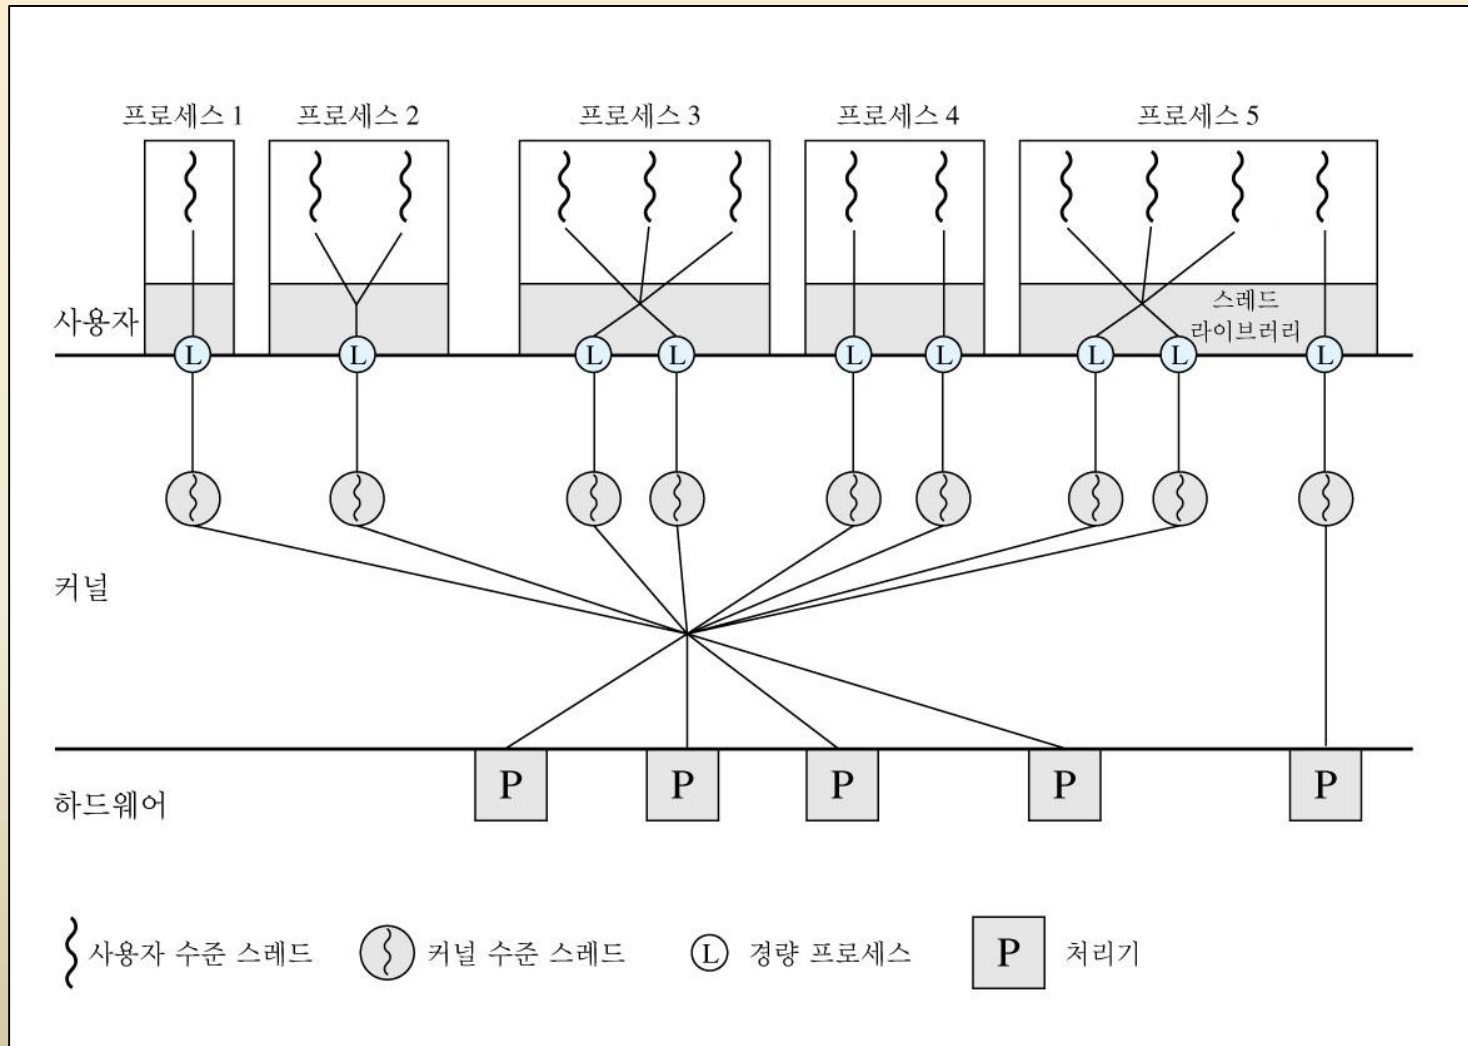 프로세스 1
프로세스 2
프로세스 3
프로세스 4
프로세스 5
스레드
라이브러리
사용자
L
L
L
L
L
L
L
L
L
커널
하드웨어
P
P
P
P
P
사용자 수준 스레드
커널 수준 스레드
L
경량 프로세스
P
처리기